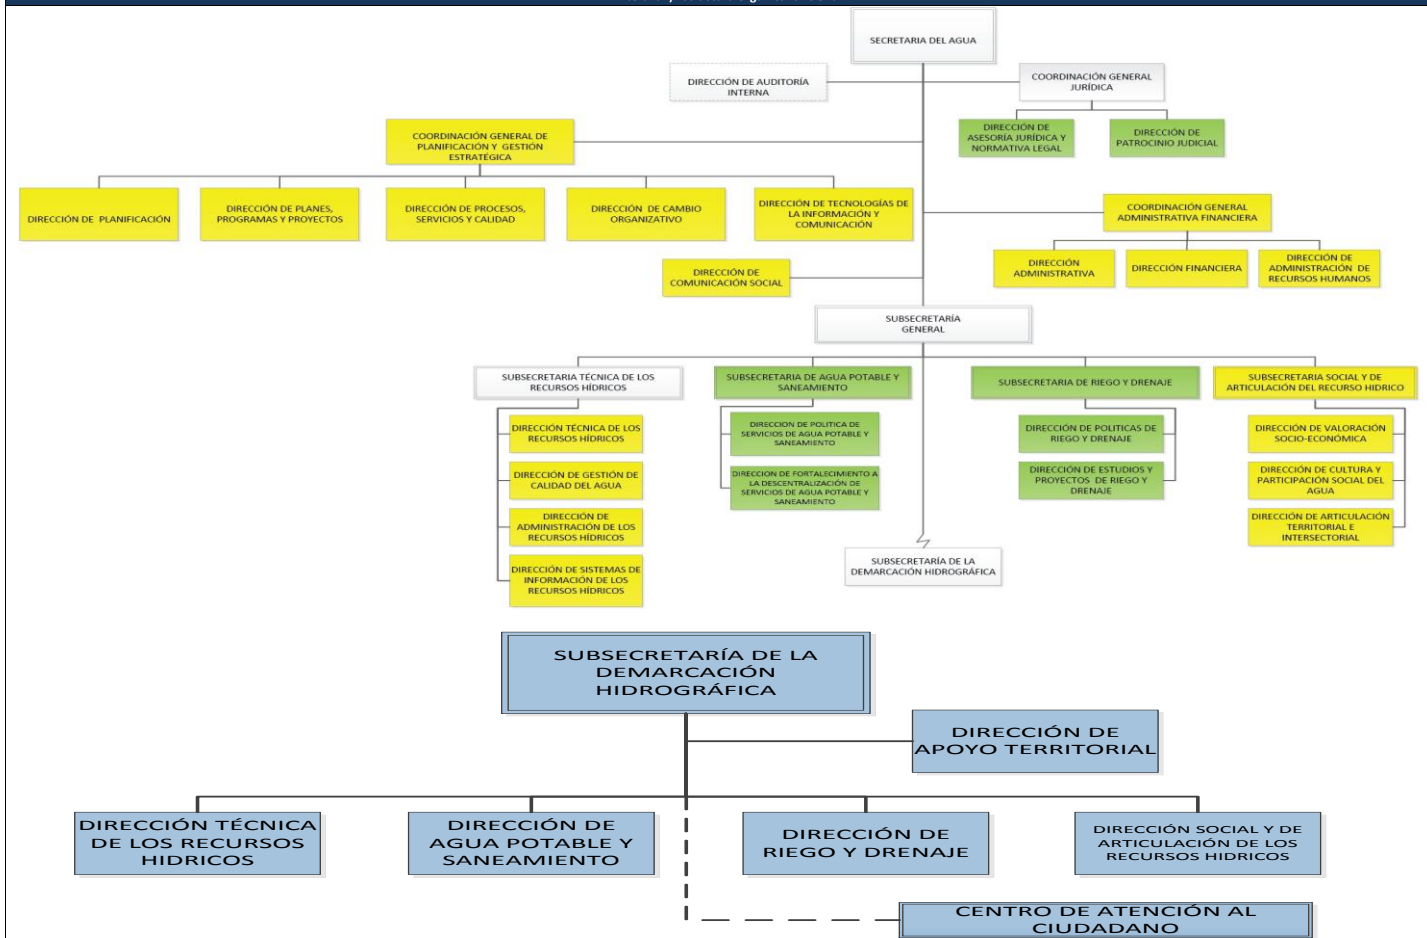 SECRETARIA DEL AGUA
DIRECCIÓN DE AUDITORÍA
INTERNA
COORDINACIÓN GENERAL
JURÍDICA
DIRECCIÓN DE
ASESORÍA JURÍDICA Y
NORMATIVA LEGAL
DIRECCIÓN DE
PATROCINIO JUDICIAL
COORDINACIÓN GENERAL DE
PLANIFICACIÓN Y GESTIÓN
ESTRATÉGICA
DIRECCIÓN DE PLANIFICACIÓN
DIRECCIÓN DE PLANES,
PROGRAMAS Y PROYECTOS
DIRECCIÓN DE PROCESOS,
SERVICIOS Y CALIDAD
DIRECCIÓN DE CAMBIO
ORGANIZATIVO
DIRECCIÓN DE TECNOLOGÍAS DE
LA INFORMACIÓN Y
COMUNICACIÓN
COORDINACIÓN GENERAL
ADMINISTRATIVA FINANCIERA
DIRECCIÓN
ADMINISTRATIVA
DIRECCIÓN FINANCIERA
DIRECCIÓN DE
ADMINISTRACIÓN DE
RECURSOS HUMANOS
DIRECCIÓN DE
COMUNICACIÓN SOCIAL
SUBSECRETARÍA
GENERAL
SUBSECRETARIA TÉCNICA DE LOS
RECURSOS HÍDRICOS
DIRECCIÓN TÉCNICA DE LOS
RECURSOS HÍDRICOS
DIRECCIÓN DE GESTIÓN DE
CALIDAD DEL AGUA
DIRECCIÓN DE
ADMINISTRACIÓN DE LOS
RECURSOS HÍDRICOS
DIRECCIÓN DE SISTEMAS DE
INFORMACIÓN DE LOS
RECURSOS HÍDRICOS
SUBSECRETARIA DE AGUA POTABLE Y
SANEAMIENTO
DIRECCION DE POLITICA DE
SERVICIOS DE AGUA POTABLE Y
SANEAMIENTO
DIRECCION DE FORTALECIMIENTO A
LA DESCENTRALIZACIÓN DE
SERVICIOS DE AGUA POTABLE Y
SANEAMIENTO
SUBSECRETARIA DE RIEGO Y DRENAJE
DIRECCIÓN DE POLITICAS DE
RIEGO Y DRENAJE
DIRECCIÓN DE ESTUDIOS Y
PROYECTOS DE RIEGO Y
DRENAJE
SUBSECRETARIA SOCIAL Y DE
ARTICULACIÓN DEL RECURSO HIDRICO
DIRECCIÓN DE VALORACIÓN
SOCIO-ECONÓMICA
DIRECCIÓN DE CULTURA Y
PARTICIPACIÓN SOCIAL DEL
AGUA
DIRECCIÓN DE ARTICULACIÓN
TERRITORIAL E
INTERSECTORIAL
SUBSECRETARÍA DE LA
DEMARCACIÓN HIDROGRÁFICA
SUBSECRETARÍA DE LA
DEMARCACIÓN
HIDROGRÁFICA
DIRECCIÓN DE
APOYO TERRITORIAL
DIRECCIÓN TÉCNICA
DE LOS RECURSOS
HIDRICOS
DIRECCIÓN DE
AGUA POTABLE Y
SANEAMIENTO
DIRECCIÓN DE
RIEGO Y DRENAJE
DIRECCIÓN SOCIAL Y DE
ARTICULACIÓN DE LOS
RECURSOS HIDRICOS
CENTRO DE ATENCIÓN AL
CIUDADANO